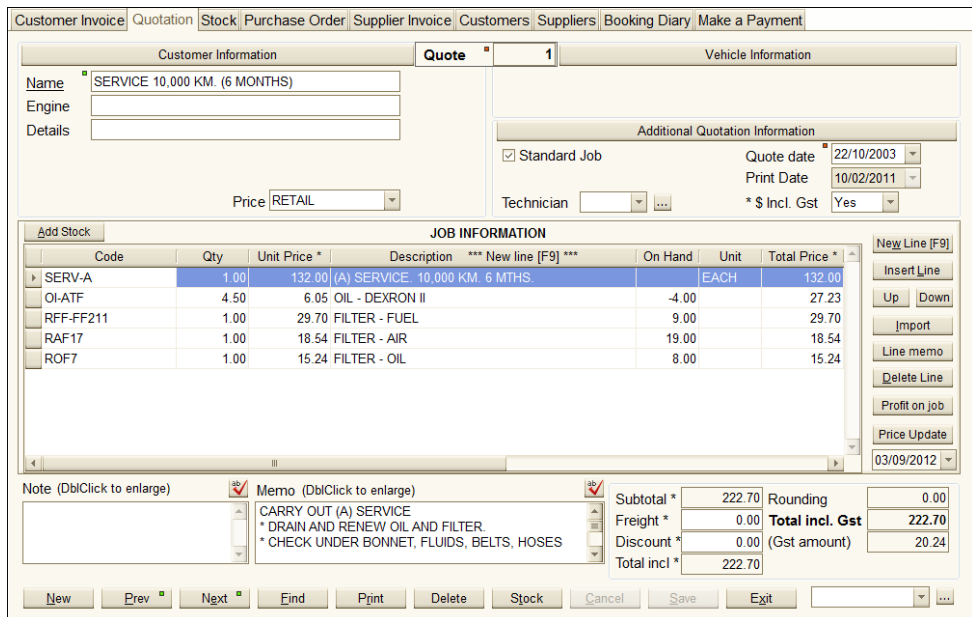 Customer Invoice Quotation Stock Purchase Order Supplier Invoice Customers Suppliers Booking Diary Make a Payment
Customer Information Quote 1 Vehicle Information
Name SERVICE 10,000 KM. (6 MONTHS)
Engine
Details
Additional Quotation Information
Standard Job Quote date 22/10/2003
Print Date 10/02/2011
Price RETAIL Technician ... * $ Incl. Gst Yes
Add Stock JOB INFORMATION New Line [F9]
Code Qty Unit Price * Description *** New line [F9] *** On Hand Unit Total Price *
SERV-A 1.00 132.00 (A) SERVICE. 10,000 KM. 6 MTHS. EACH 132.00
Insert Line
OI-ATF 4.50 6.05 OIL - DEXRON II -4.00 27.23
Up Down
RFF-FF211 1.00 29.70 FILTER - FUEL 9.00 29.70
Import
RAF17 1.00 18.54 FILTER - AIR 19.00 18.54
Line memo
ROF7 1.00 15.24 FILTER - OIL 8.00 15.24
Delete Line
Profit on job
Price Update
03/09/2012
Note (DblClick to enlarge) ab Memo (DblClick to enlarge) ab
CARRY OUT (A) SERVICE
* DRAIN AND RENEW OIL AND FILTER.
* CHECK UNDER BONNET, FLUIDS, BELTS, HOSES
Subtotal * 222.70 Rounding 0.00
Freight * 0.00 Total incl. Gst 222.70
Discount * 0.00 (Gst amount) 20.24
Total incl * 222.70
New Prev Next Find Print Delete Stock Cancel Save Exit ...